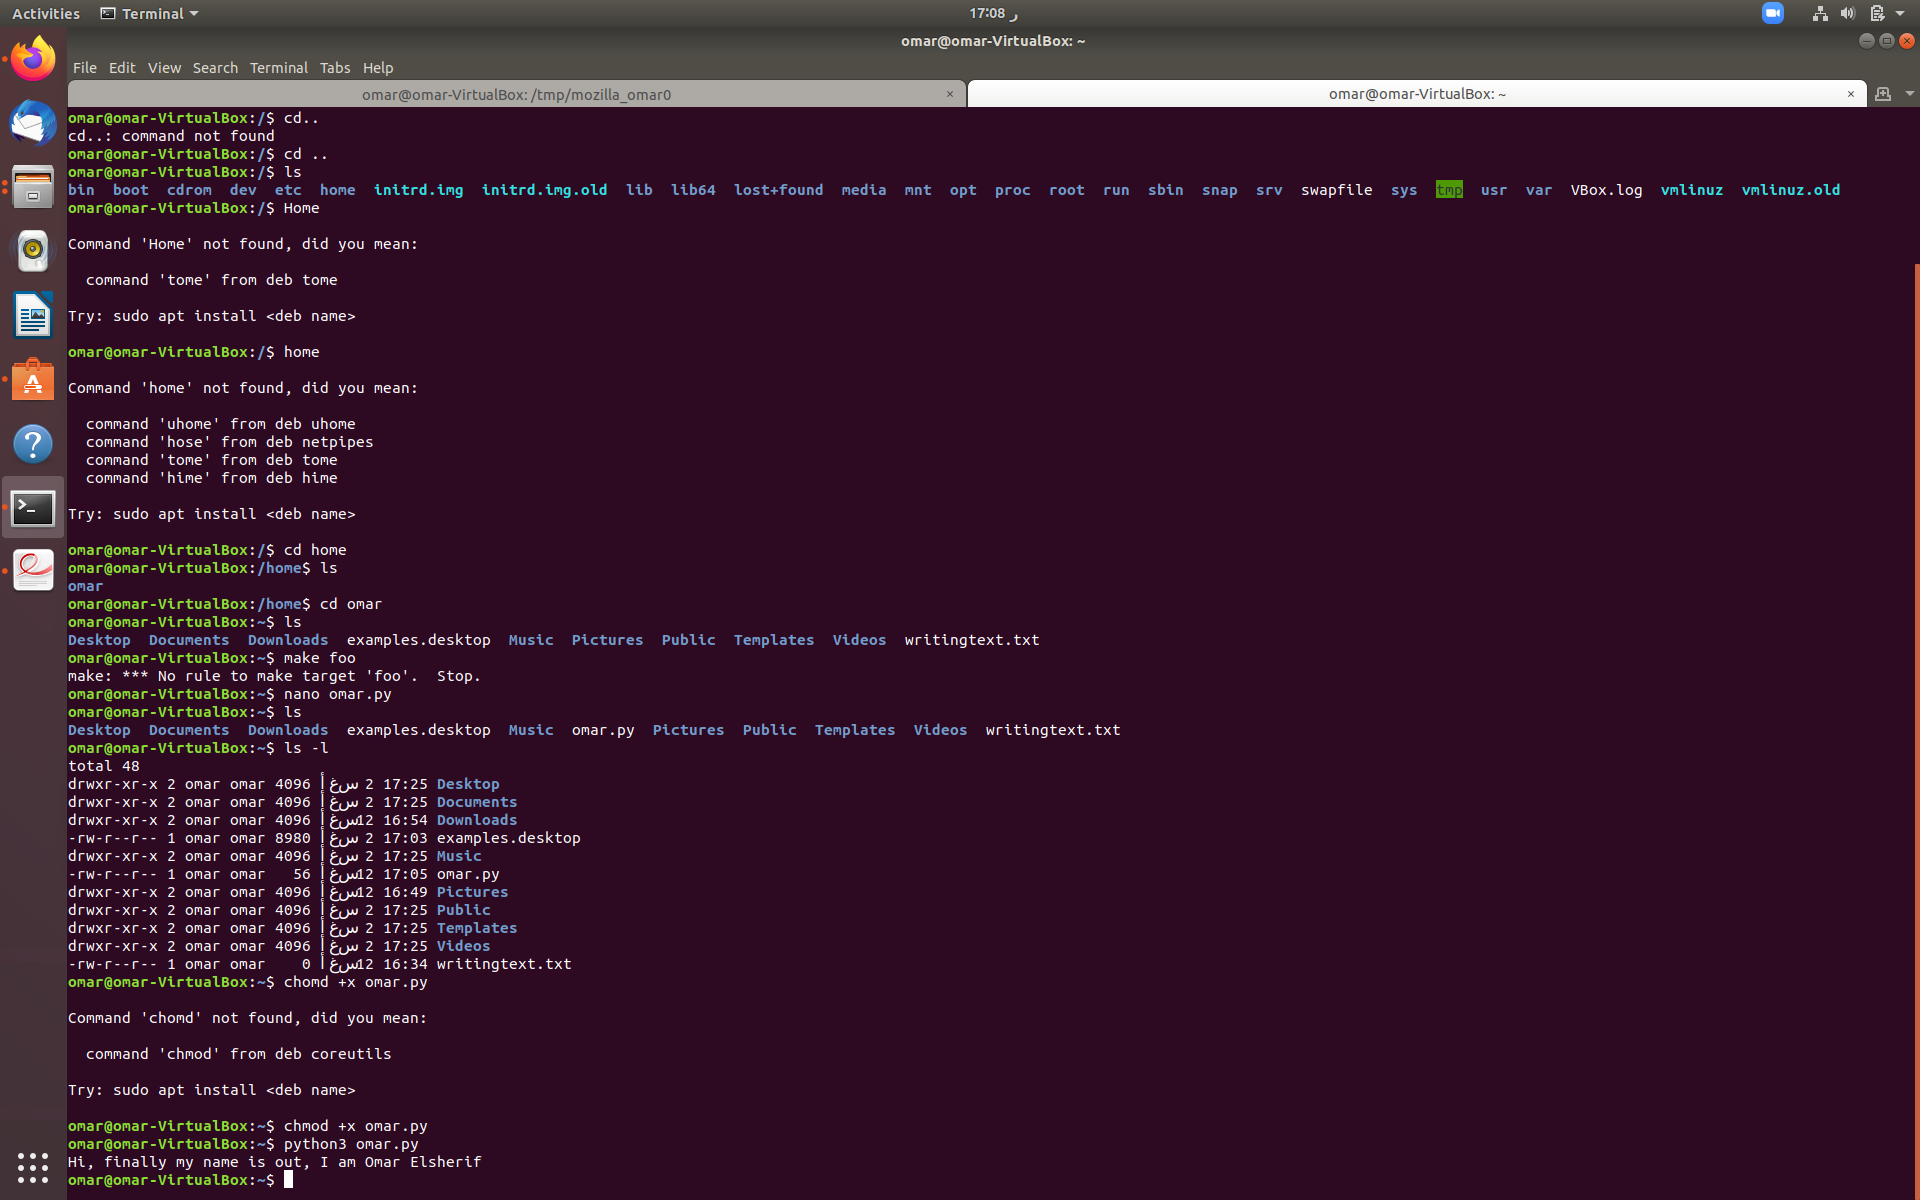 Activities Terminal 17:08 ر
omar@omar-VirtualBox: ~
File Edit View Search Terminal Tabs Help
omar@omar-VirtualBox: /tmp/mozilla_omar0 × omar@omar-VirtualBox: ~ ×
omar@omar-VirtualBox:/$ cd..
cd..: command not found
omar@omar-VirtualBox:/$ cd ..
omar@omar-VirtualBox:/$ ls
bin boot cdrom dev etc home initrd.img initrd.img.old lib lib64 lost+found media mnt opt proc root run sbin snap srv swapfile sys tmp usr var VBox.log vmlinuz vmlinuz.old
omar@omar-VirtualBox:/$ Home
Command 'Home' not found, did you mean:
command 'tome' from deb tome
Try: sudo apt install <deb name>
omar@omar-VirtualBox:/$ home
Command 'home' not found, did you mean:
command 'uhome' from deb uhome
command 'hose' from deb netpipes
command 'tome' from deb tome
command 'hime' from deb hime
Try: sudo apt install <deb name>
omar@omar-VirtualBox:/$ cd home
omar@omar-VirtualBox:/home$ ls
omar
omar@omar-VirtualBox:/home$ cd omar
omar@omar-VirtualBox:~$ ls
Desktop Documents Downloads examples.desktop Music Pictures Public Templates Videos writingtext.txt
omar@omar-VirtualBox:~$ make foo
make: *** No rule to make target 'foo'.  Stop.
omar@omar-VirtualBox:~$ nano omar.py
omar@omar-VirtualBox:~$ ls
Desktop Documents Downloads examples.desktop Music omar.py Pictures Public Templates Videos writingtext.txt
omar@omar-VirtualBox:~$ ls -l
total 48
drwxr-xr-x 2 omar omar 4096 أغس 2 17:25 Desktop
drwxr-xr-x 2 omar omar 4096 أغس 2 17:25 Documents
drwxr-xr-x 2 omar omar 4096 أغس 12 16:54 Downloads
-rw-r--r-- 1 omar omar 8980 أغس 2 17:03 examples.desktop
drwxr-xr-x 2 omar omar 4096 أغس 2 17:25 Music
-rw-r--r-- 1 omar omar 56 أغس 12 17:05 omar.py
drwxr-xr-x 2 omar omar 4096 أغس 12 16:49 Pictures
drwxr-xr-x 2 omar omar 4096 أغس 2 17:25 Public
drwxr-xr-x 2 omar omar 4096 أغس 2 17:25 Templates
drwxr-xr-x 2 omar omar 4096 أغس 2 17:25 Videos
-rw-r--r-- 1 omar omar 0 أغس 12 16:34 writingtext.txt
omar@omar-VirtualBox:~$ chomd +x omar.py
Command 'chomd' not found, did you mean:
command 'chmod' from deb coreutils
Try: sudo apt install <deb name>
omar@omar-VirtualBox:~$ chmod +x omar.py
omar@omar-VirtualBox:~$ python3 omar.py
Hi, finally my name is out, I am Omar Elsherif
omar@omar-VirtualBox:~$